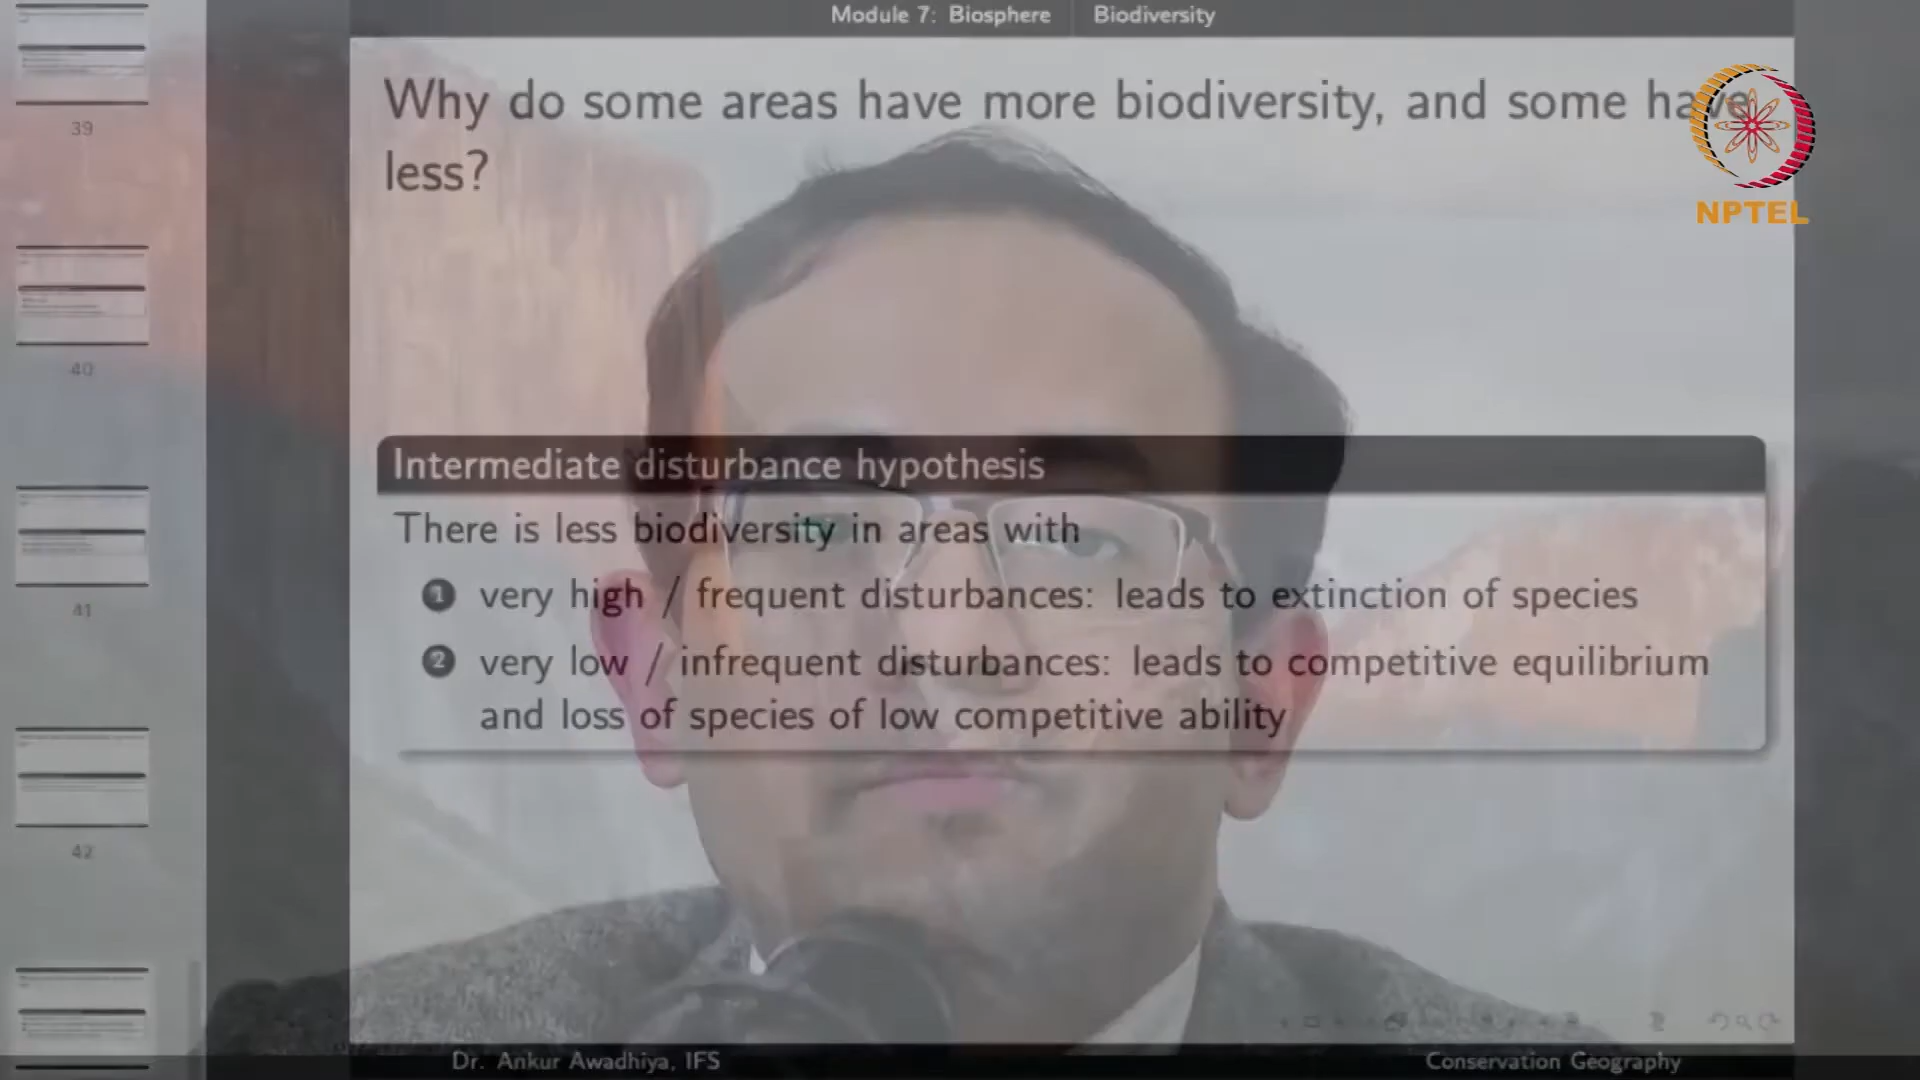 Module 7: Biosphere Biodiversity
Why do some areas have more biodiversity, and some have
less?
NPTEL
Intermediate disturbance hypothesis
There is less biodiversity in areas with
1 very high / frequent disturbances: leads to extinction of species
2 very low / infrequent disturbances: leads to competitive equilibrium
and loss of species of low competitive ability
39
40
41
42
Dr. Ankur Awadhiya, IFS Conservation Geography